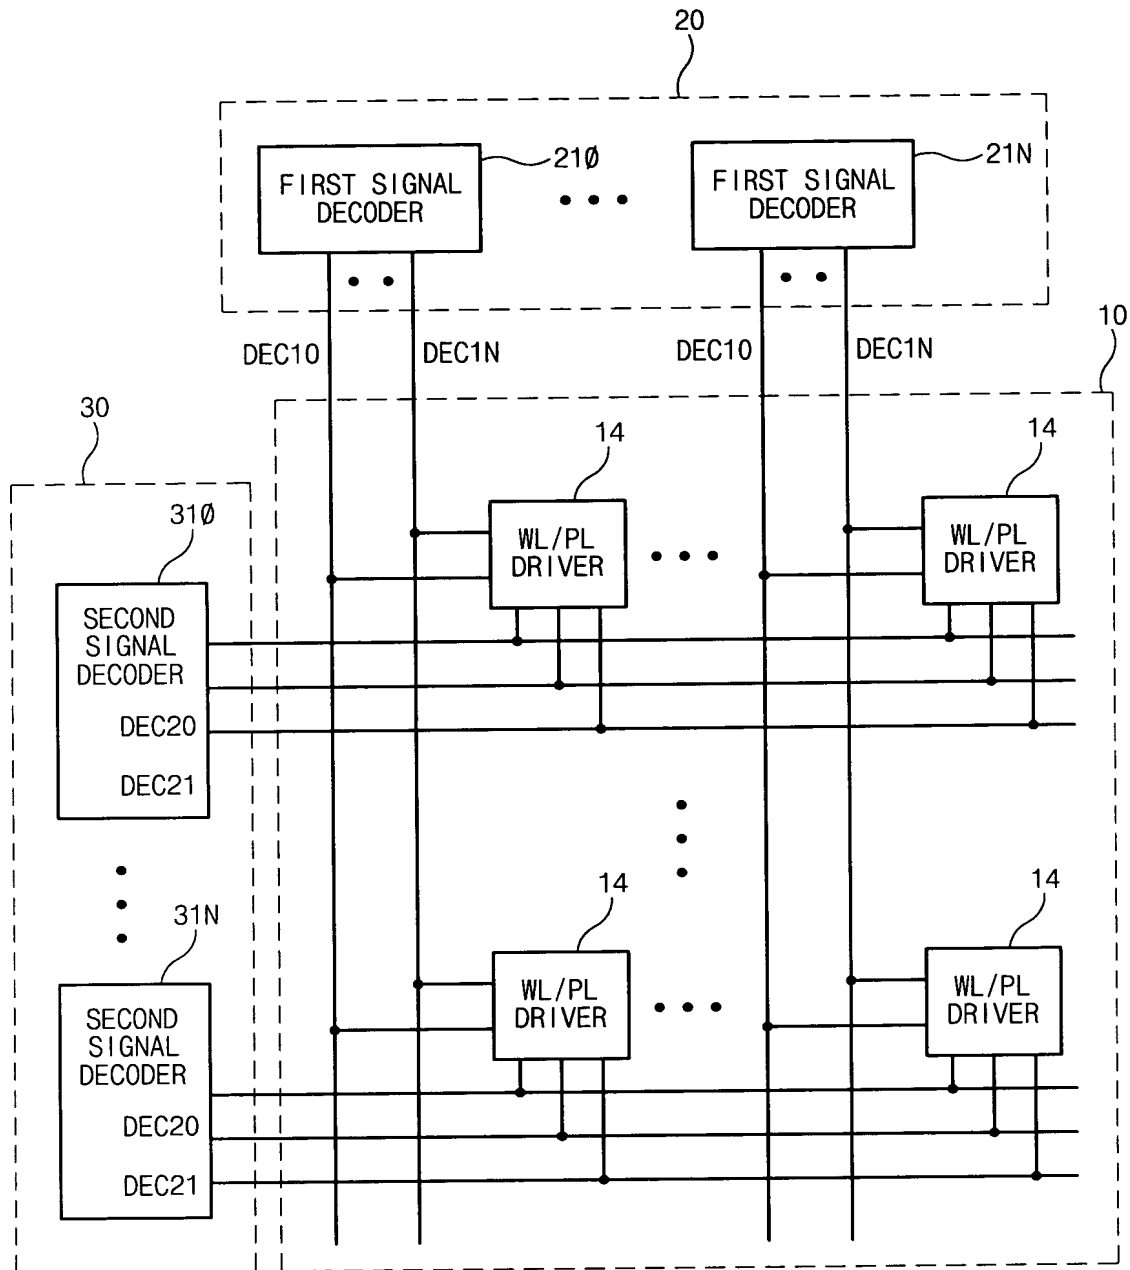 20
FIRST SIGNAL
DECODER
21Ø
FIRST SIGNAL
DECODER
21N
DEC10
DEC1N
DEC10
DEC1N
10
30
31Ø
SECOND
SIGNAL
DECODER
DEC20
DEC21
14
WL/PL
DRIVER
14
WL/PL
DRIVER
31N
SECOND
SIGNAL
DECODER
DEC20
DEC21
14
WL/PL
DRIVER
14
WL/PL
DRIVER